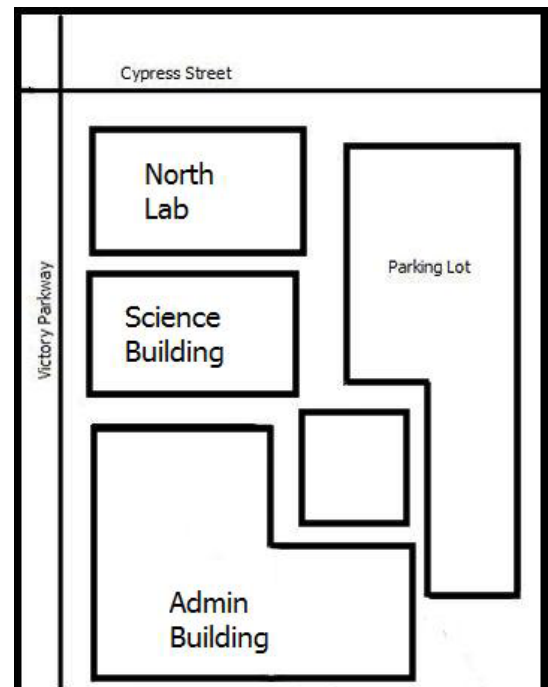 Cypress Street
North
Lab
Parking Lot
Victory Parkway
Science
Building
Admin
Building